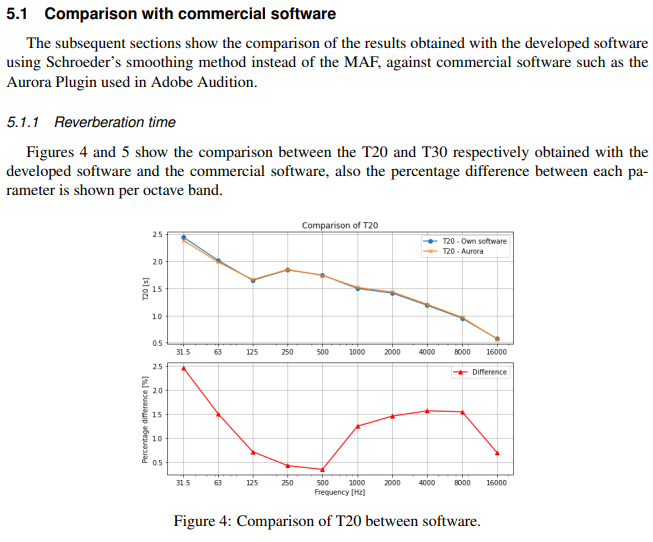 5.1 Comparison with commercial software
The subsequent sections show the comparison of the results obtained with the developed software
using Schroeder's smoothing method instead of the MAF, against commercial software such as the
Aurora Plugin used in Adobe Audition.
5.1.1 Reverberation time
Figures 4 and 5 show the comparison between the T20 and T30 respectively obtained with the
developed software and the commercial software, also the percentage difference between each pa-
rameter is shown per octave band.
Comparison of T20
T20 - Own software
T20 - Aurora
T20 [s]
2.5
2.0
1.5
1.0
0.5
31.5 63 125 250 500 1000 2000 4000 8000 16000
Difference
Percentage difference [%]
2.5
2.0
1.5
1.0
0.5
31.5 63 125 250 500 1000 2000 4000 8000 16000
Frequency [Hz]
Figure 4: Comparison of T20 between software.